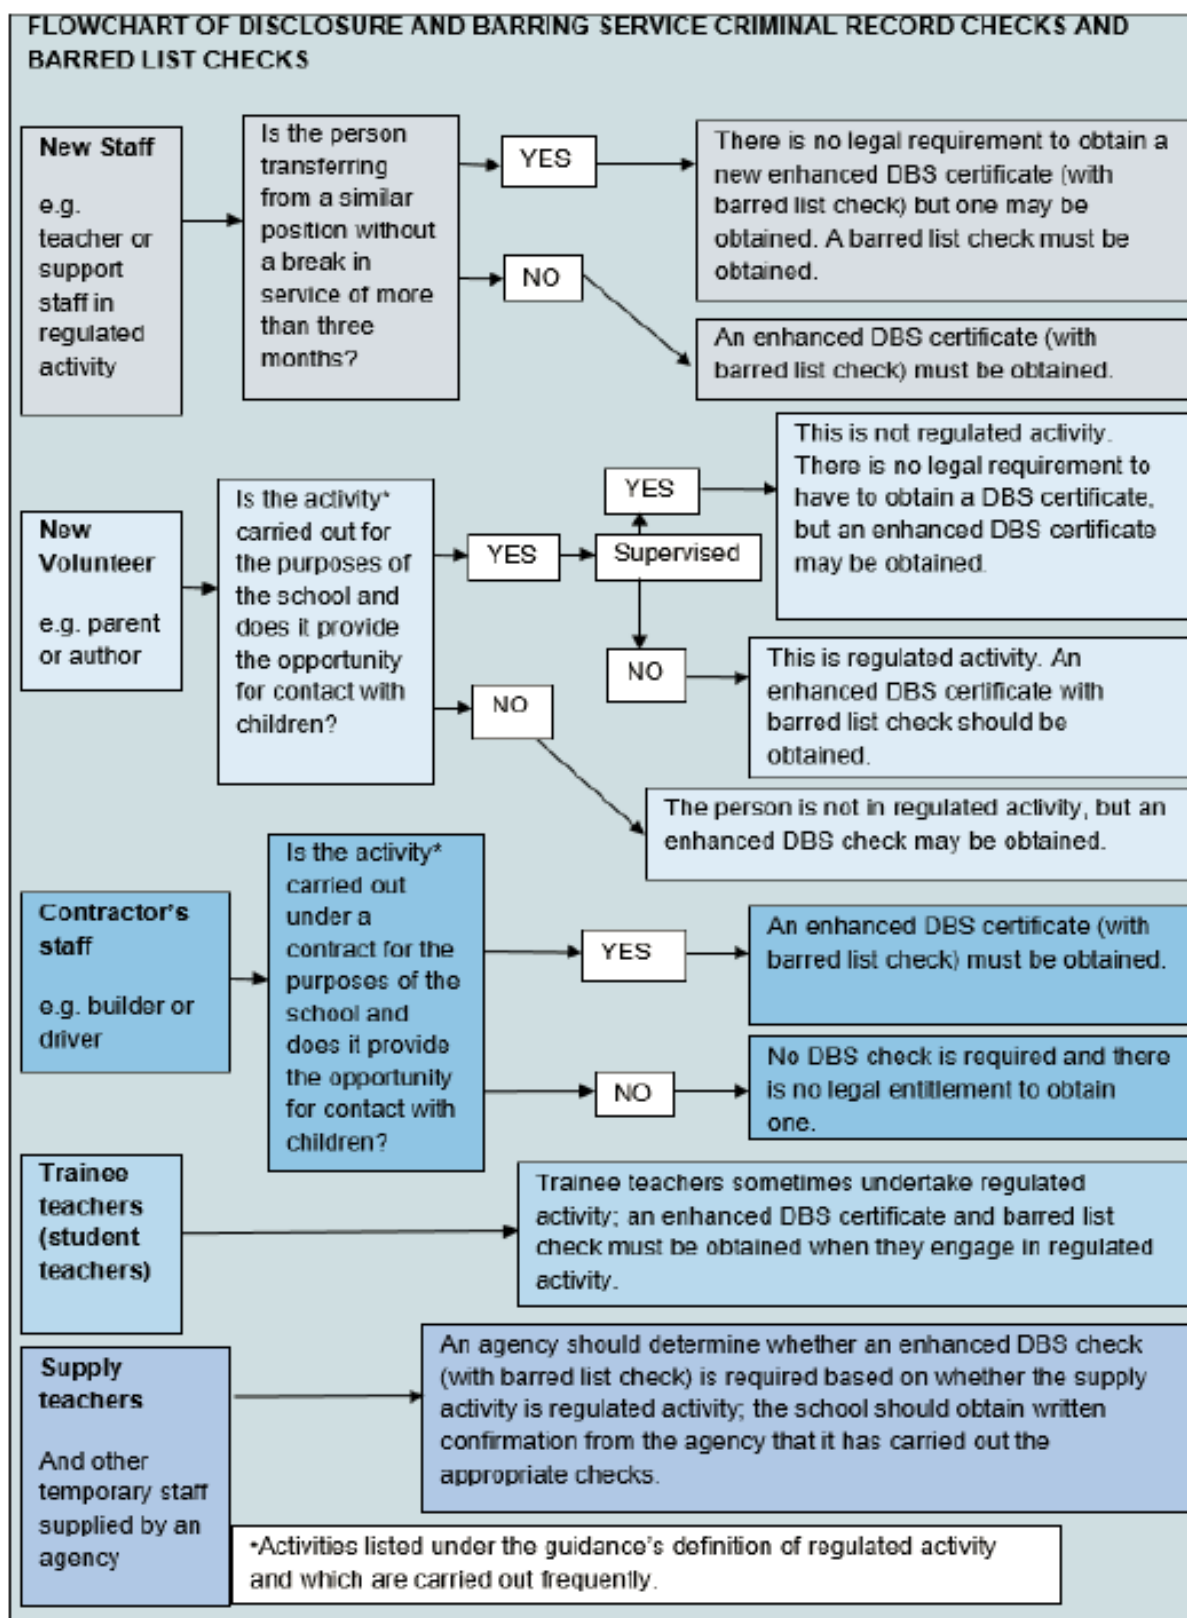 FLOWCHART OF DISCLOSURE AND BARRING SERVICE CRIMINAL RECORD CHECKS AND
BARRED LIST CHECKS
New Staff
e.g.
teacher or
support
staff in
regulated
activity
Is the person
transferring
from a similar
position without
a break in
service of more
than three
months?
YES
There is no legal requirement to obtain a
new enhanced DBS certificate (with
barred list check) but one may be
obtained. A barred list check must be
obtained.
NO
An enhanced DBS certificate (with
barred list check) must be obtained.
New
Volunteer
e.g. parent
or author
Is the activity*
carried out for
the purposes of
the school and
does it provide
the opportunity
for contact with
children?
YES
Supervised
YES
This is not regulated activity.
There is no legal requirement to
have to obtain a DBS certificate,
but an enhanced DBS certificate
may be obtained.
NO
This is regulated activity. An
enhanced DBS certificate with
barred list check should be
obtained.
NO
The person is not in regulated activity, but an
enhanced DBS check may be obtained.
Contractor's
staff
e.g. builder or
driver
Is the activity*
carried out
under a
contract for the
purposes of the
school and
does it provide
the opportunity
for contact with
children?
YES
An enhanced DBS certificate (with
barred list check) must be obtained.
NO
No DBS check is required and there
is no legal entitlement to obtain
one.
Trainee
teachers
(student
teachers)
Trainee teachers sometimes undertake regulated
activity; an enhanced DBS certificate and barred list
check must be obtained when they engage in regulated
activity.
Supply
teachers
And other
temporary staff
supplied by an
agency
An agency should determine whether an enhanced DBS check
(with barred list check) is required based on whether the supply
activity is regulated activity; the school should obtain written
confirmation from the agency that it has carried out the
appropriate checks.
*Activities listed under the guidance's definition of regulated activity
and which are carried out frequently.